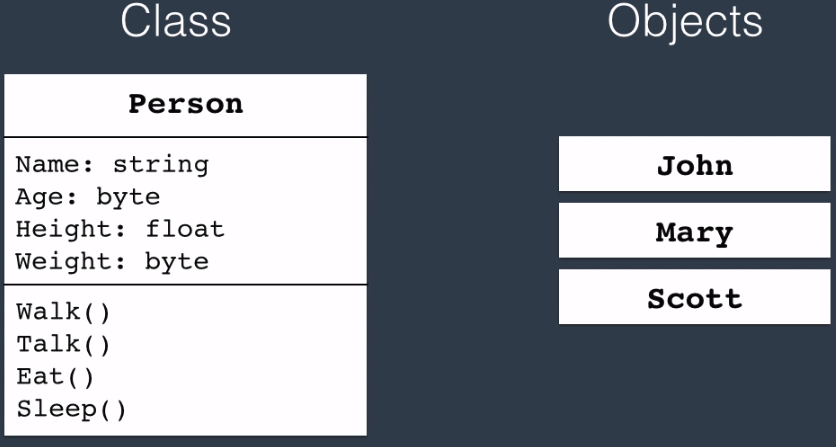 Class
Person
Name: string
Age: byte
Height: float
Weight: byte
Walk()
Talk()
Eat()
Sleep()
Objects
John
Mary
Scott